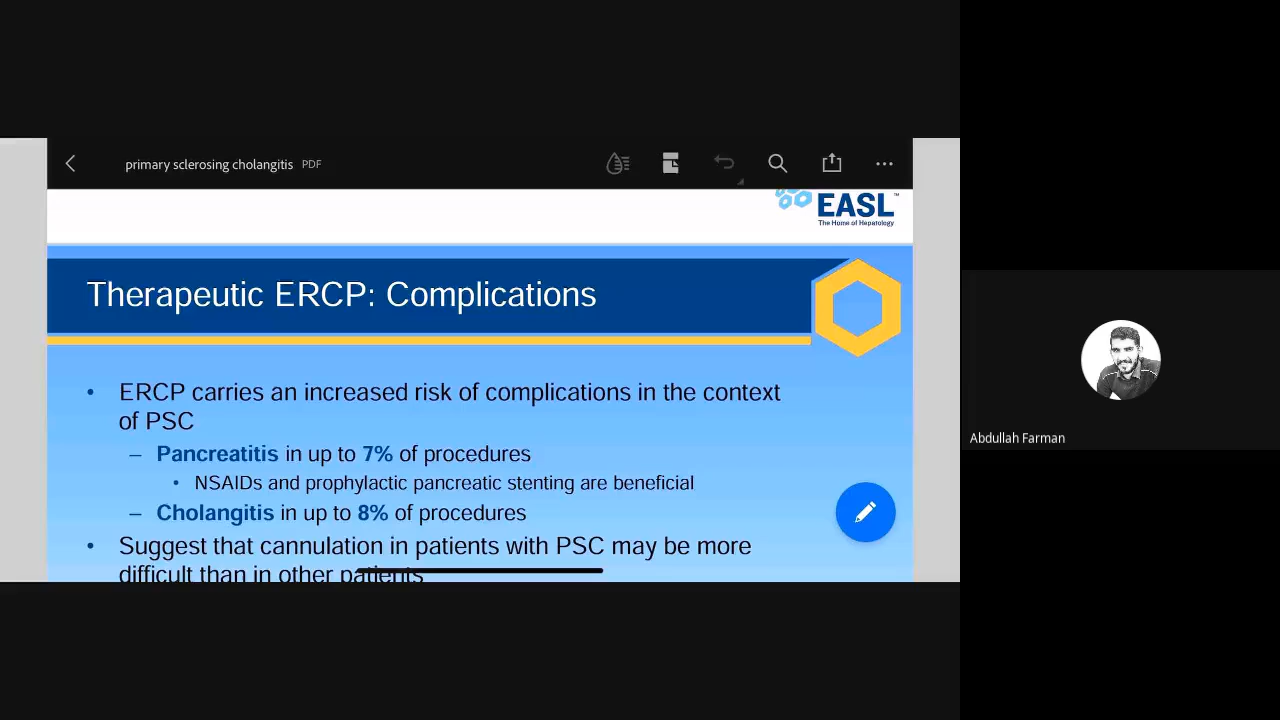 primary sclerosing cholangitis PDF
EASL™
The Home of Hepatology
Therapeutic ERCP: Complications
• ERCP carries an increased risk of complications in the context
of PSC
– Pancreatitis in up to 7% of procedures
• NSAIDs and prophylactic pancreatic stenting are beneficial
– Cholangitis in up to 8% of procedures
• Suggest that cannulation in patients with PSC may be more
difficult than in other patients
Abdullah Farman